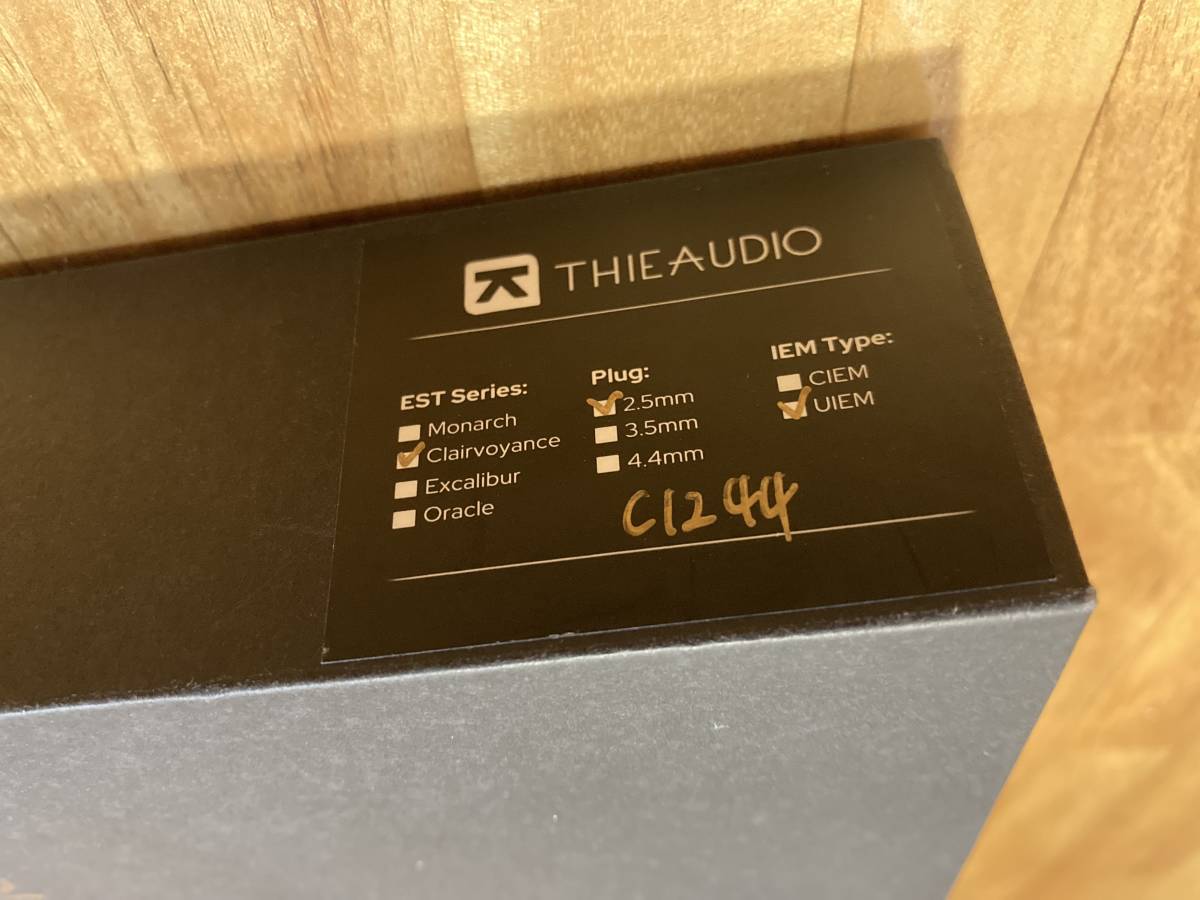 THIEAUDIO
EST Series:
Monarch
Clairvoyance
Excalibur
Oracle
Plug:
2.5mm
3.5mm
4.4mm
IEM Type:
CIEM
UIEM
C1244